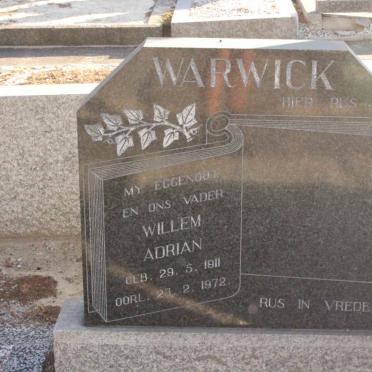 WARWICK
HIER RUS
MY EGGENOOT
EN ONS VADER
WILLEM
ADRIAN
GEB. 29. 5. 1911
OORL. 23. 2. 1972.
RUS IN VREDE